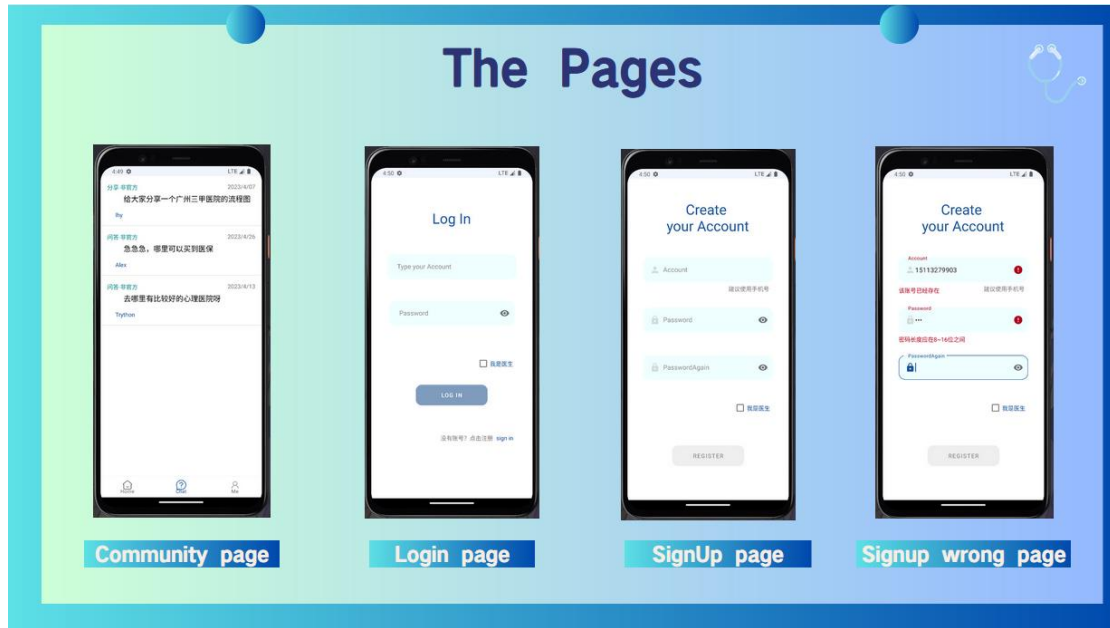 The Pages
4:49 LTE
分享·非官方 2023/4/07
给大家分享一个广州三甲医院的流程图
Ihy
问答·非官方 2023/4/26
急急急，哪里可以买到医保
Alex
问答·非官方 2023/4/13
去哪里有比较好的心理医院呀
Trython
Home Chat Me
Community page
4:50 LTE
Log In
Type your Account
Password
我是医生
LOG IN
没有账号？点击注册 sign in
Login page
4:50 LTE
Create
your Account
Account
建议使用手机号
Password
PasswordAgain
我是医生
REGISTER
SignUp page
4:50 LTE
Create
your Account
Account
15113279903
该账号已经存在 建议使用手机号
Password
•••
密码长度应在8~16位之间
PasswordAgain
我是医生
REGISTER
Signup wrong page